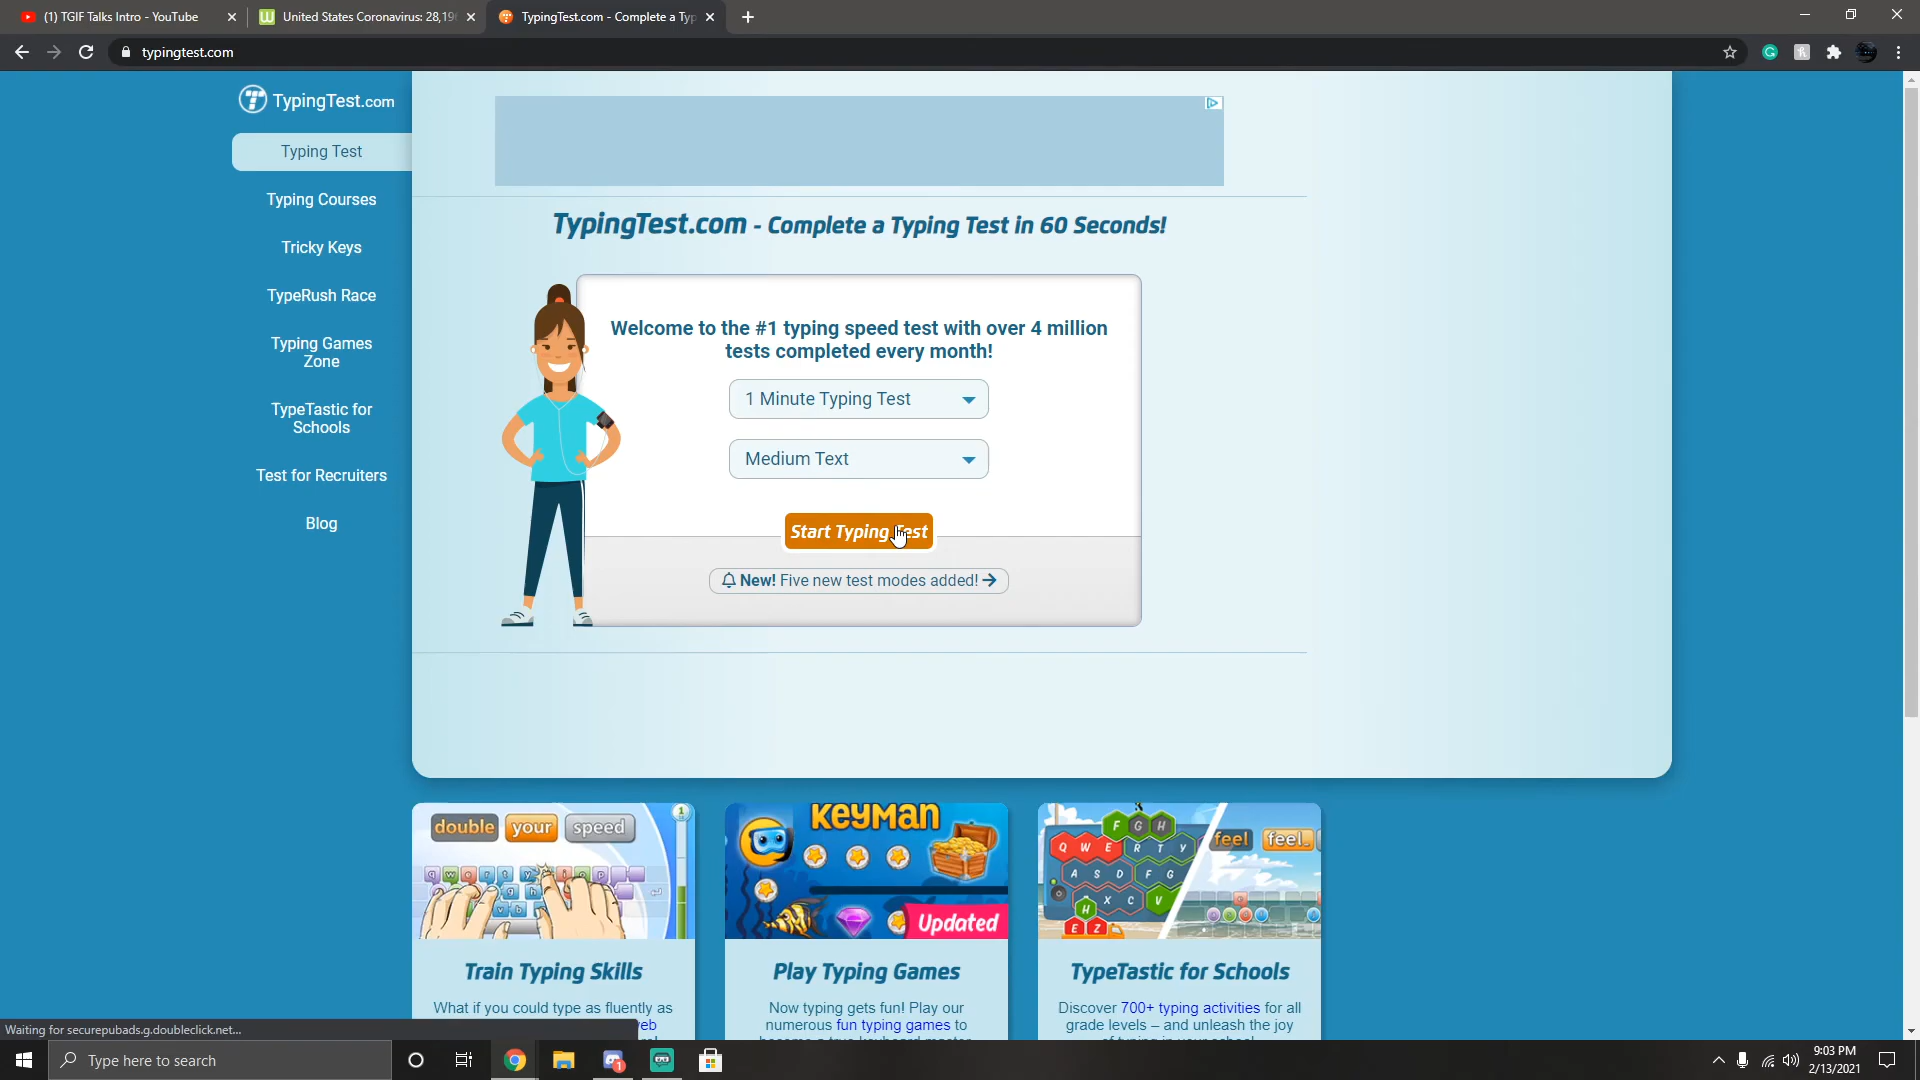 (1) TGIF Talks Intro - YouTube
United States Coronavirus: 28,19
TypingTest.com - Complete a Typ
typingtest.com
TypingTest.com
Typing Test
Typing Courses
Tricky Keys
TypeRush Race
Typing Games
Zone
TypeTastic for
Schools
Test for Recruiters
Blog
TypingTest.com - Complete a Typing Test in 60 Seconds!
Welcome to the #1 typing speed test with over 4 million
tests completed every month!
1 Minute Typing Test
Medium Text
Start Typing Test
New! Five new test modes added!
double your speed
Train Typing Skills
What if you could type as fluently as
KeyMan
Updated
Play Typing Games
Now typing gets fun! Play our
numerous fun typing games to
F G H
Q W E R T Y
A S D F G
H X C V
E Z
feel feel
TypeTastic for Schools
Discover 700+ typing activities for all
grade levels – and unleash the joy
Waiting for securepubads.g.doubleclick.net...
Type here to search
9:03 PM
2/13/2021